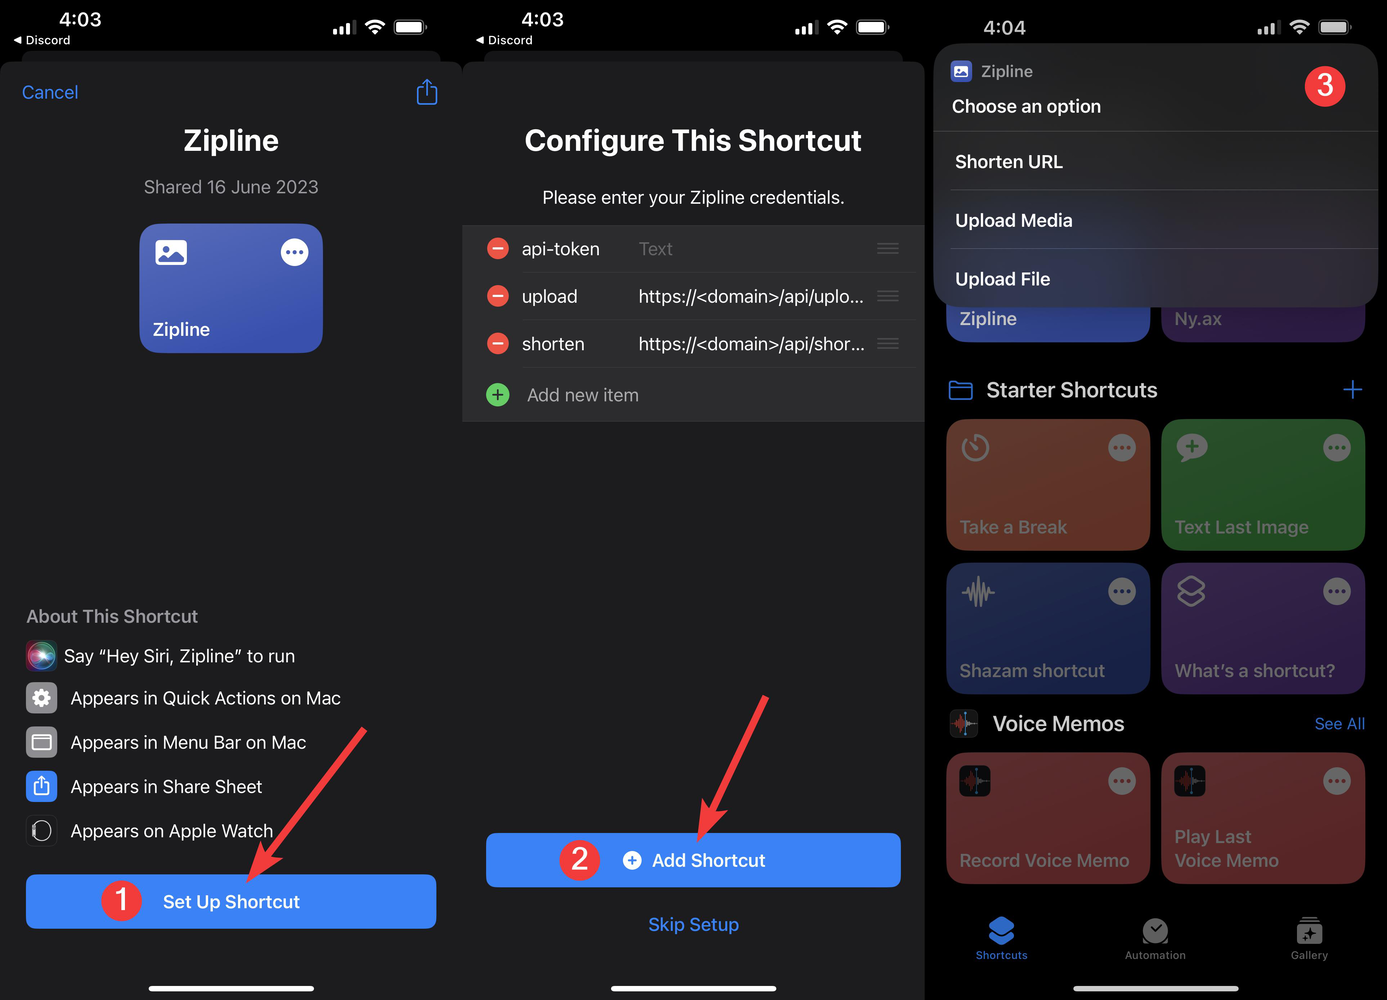 4:03
◀ Discord
Cancel
Zipline
Shared 16 June 2023
Zipline
About This Shortcut
Say “Hey Siri, Zipline” to run
Appears in Quick Actions on Mac
Appears in Menu Bar on Mac
Appears in Share Sheet
Appears on Apple Watch
1
Set Up Shortcut
4:03
◀ Discord
Configure This Shortcut
Please enter your Zipline credentials.
api-token Text
upload https://<domain>/api/uplo...
shorten https://<domain>/api/shor...
Add new item
2
Add Shortcut
Skip Setup
4:04
Zipline
3
Choose an option
Shorten URL
Upload Media
Upload File
Zipline
Ny.ax
Starter Shortcuts
Take a Break
Text Last Image
Shazam shortcut
What’s a shortcut?
Voice Memos
See All
Record Voice Memo
Play Last
Voice Memo
Shortcuts
Automation
Gallery